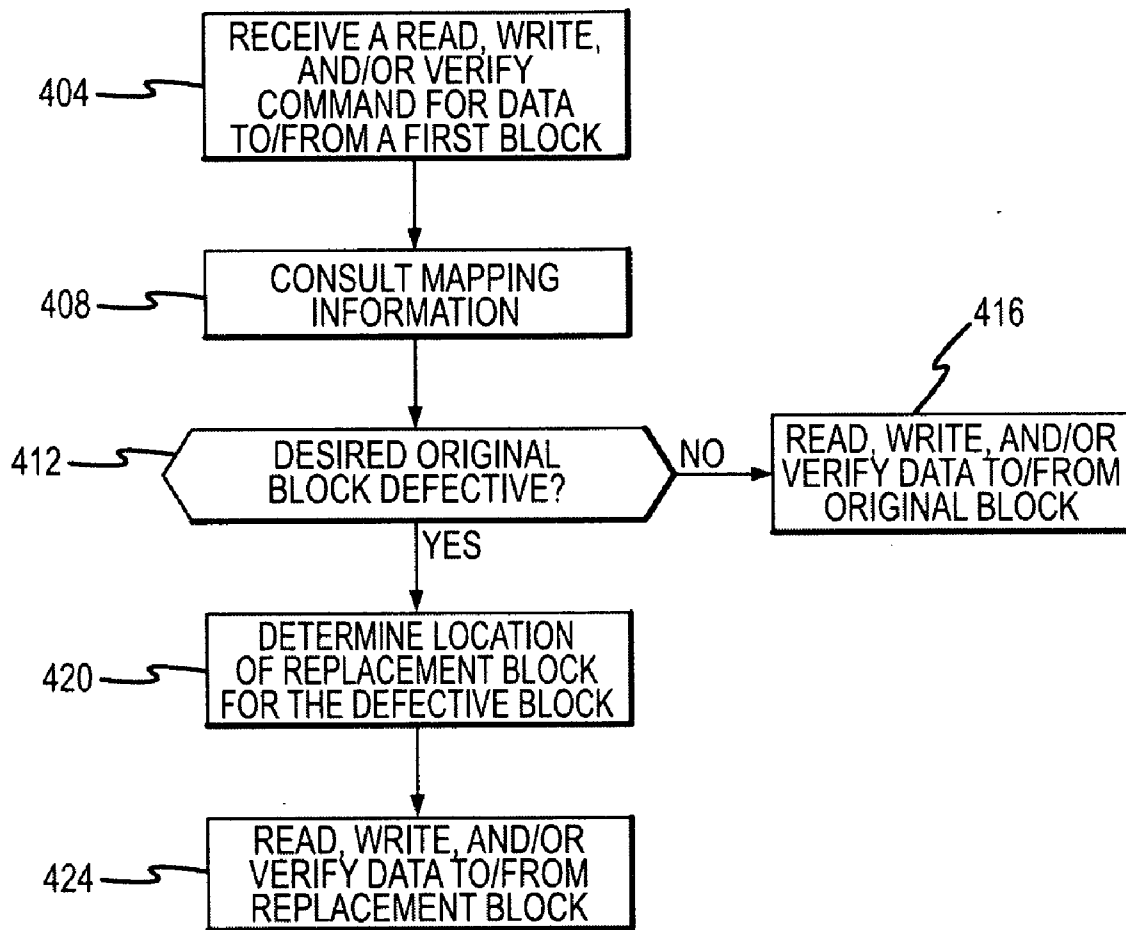 RECEIVE A READ, WRITE,
AND/OR VERIFY
COMMAND FOR DATA
TO/FROM A FIRST BLOCK
404
CONSULT MAPPING
INFORMATION
408
416
DESIRED ORIGINAL
BLOCK DEFECTIVE?
412
NO
READ, WRITE, AND/OR
VERIFY DATA TO/FROM
ORIGINAL BLOCK
YES
DETERMINE LOCATION
OF REPLACEMENT BLOCK
FOR THE DEFECTIVE BLOCK
420
READ, WRITE, AND/OR
VERIFY DATA TO/FROM
REPLACEMENT BLOCK
424